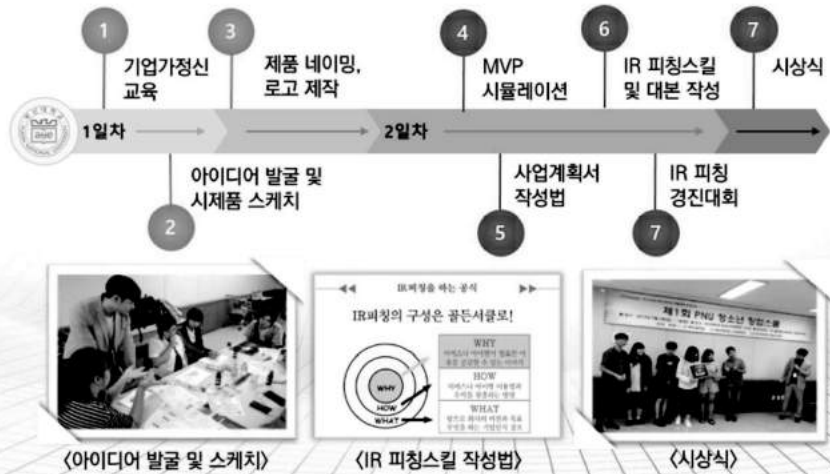 1
기업가정신
교육
3
제품 네이밍,
로고 제작
4
MVP
시뮬레이션
6
IR 피칭스킬
및 대본 작성
7
시상식
1일차
2일차
아이디어 발굴 및
시제품 스케치
2
사업계획서
작성법
5
IR 피칭
경진대회
7
IR피칭을 하는 공식
IR피칭의 구성은 골든서클로!
WHY
HOW
WHAT
WHY
HOW
WHAT
제1회 PNU 청소년 창업스쿨
〈아이디어 발굴 및 스케치〉
〈IR 피칭스킬 작성법〉
〈시상식〉